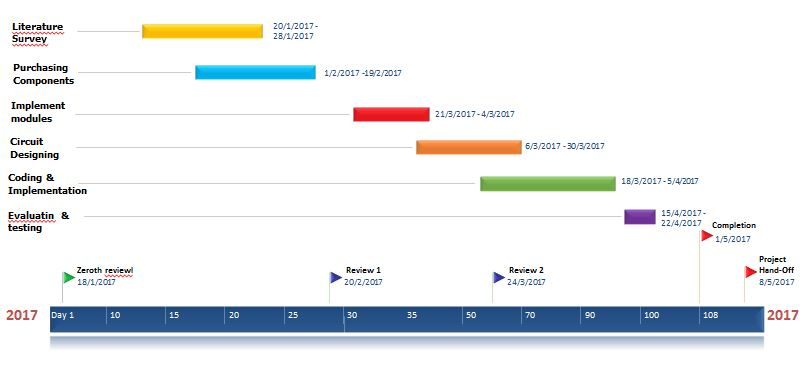 Literature
Survey
20/1/2017 -
28/1/2017
Purchasing
Components
1/2/2017 -19/2/2017
Implement
modules
21/3/2017 -4/3/2017
Circuit
Designing
6/3/2017 -30/3/2017
Coding &
Implementation
18/3/2017 -5/4/2017
Evaluatin &
testing
15/4/2017 -
22/4/2017
Completion
1/5/2017
Zeroth reviewl
18/1/2017
Review 1
20/2/2017
Review 2
24/3/2017
Project
Hand-Off
8/5/2017
2017 Day 1 10 15 20 25 30 35 50 70 90 100 108 2017